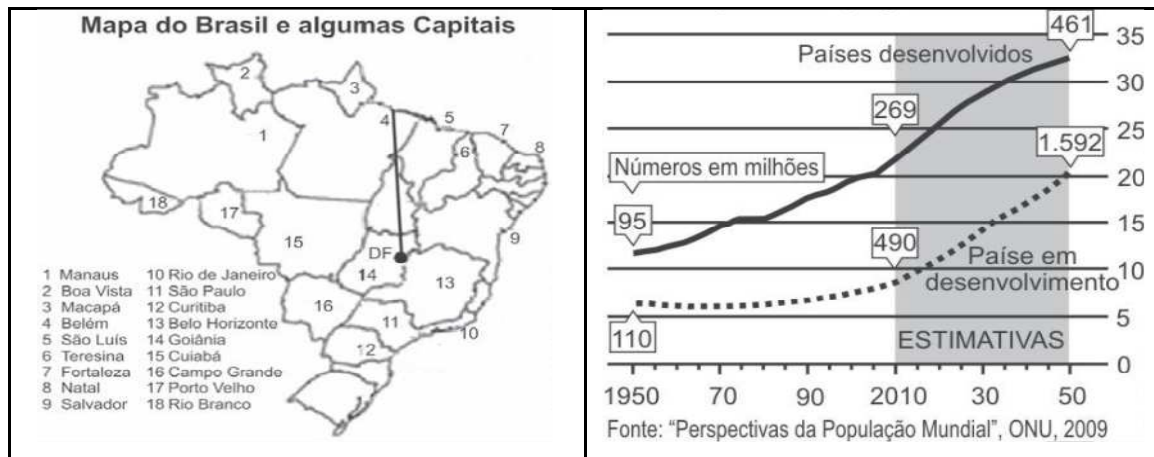 Mapa do Brasil e algumas Capitais
2
3
4
5
7
1
6
8
18
17
9
15
DF
14
13
16
11
10
12
1 Manaus 10 Rio de Janeiro
2 Boa Vista 11 São Paulo
3 Macapá 12 Curitiba
4 Belém 13 Belo Horizonte
5 São Luís 14 Goiânia
6 Teresina 15 Cuiabá
7 Fortaleza 16 Campo Grande
8 Natal 17 Porto Velho
9 Salvador 18 Rio Branco
461
35
Países desenvolvidos
30
269
25
1.592
Números em milhões
20
95
15
490
Paíse em
desenvolvimento
10
110
ESTIMATIVAS
5
0
1950 70 90 2010 30 50
Fonte: "Perspectivas da População Mundial", ONU, 2009